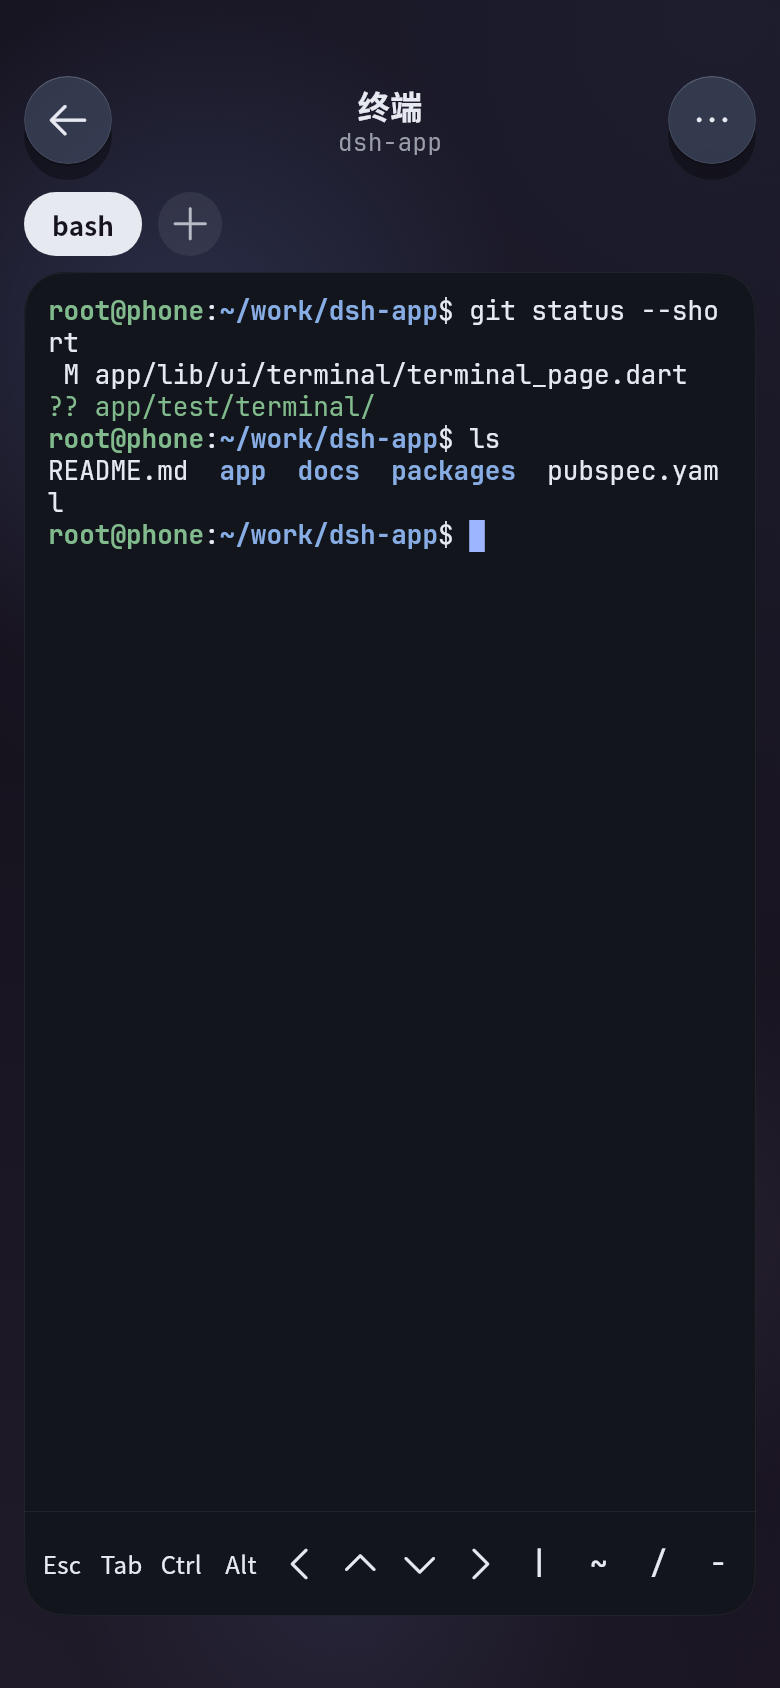 终端
dsh-app
bash
root@phone:~/work/dsh-app$ git status --sho
rt
 M app/lib/ui/terminal/terminal_page.dart
?? app/test/terminal/
root@phone:~/work/dsh-app$ ls
README.md  app  docs  packages  pubspec.yam
l
root@phone:~/work/dsh-app$
Esc Tab Ctrl Alt | ~ / -